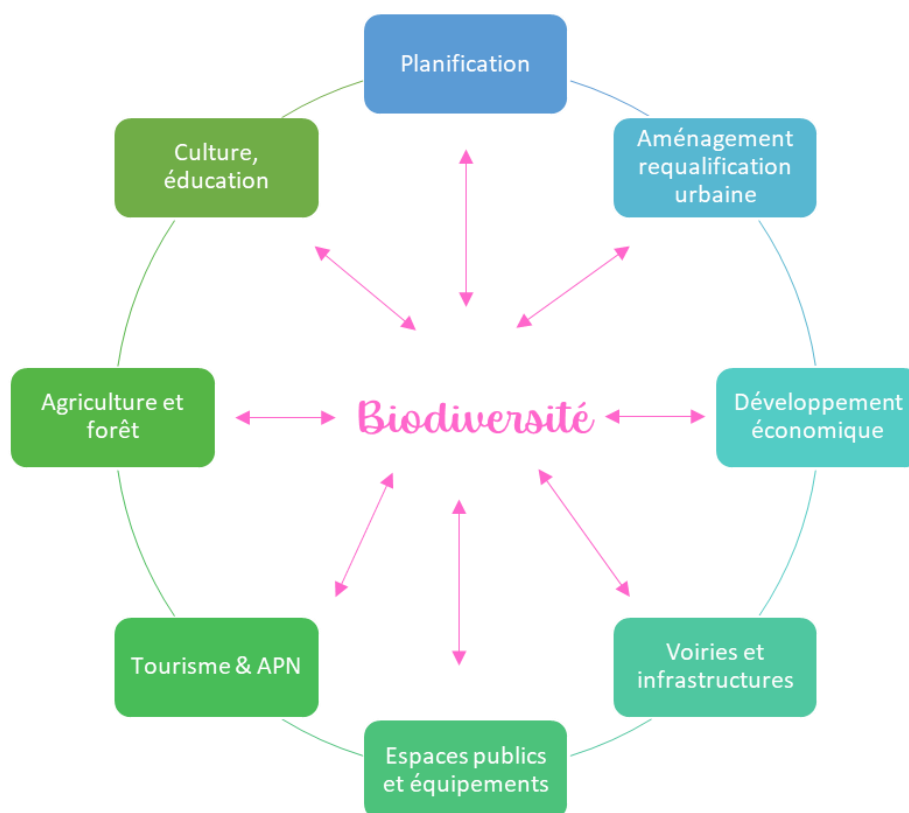 Planification
Aménagement
requalification
urbaine
Culture,
éducation
Agriculture et
forêt
Biodiversité
Développement
économique
Tourisme & APN
Voiries et
infrastructures
Espaces publics
et équipements